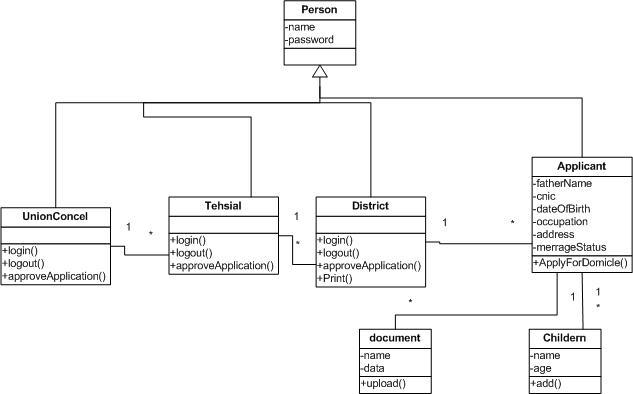 Person
-name
-password
UnionConcel
+login()
+logout()
+approveApplication()
1
*
Tehsial
+login()
+logout()
+approveApplication()
1
*
District
+login()
+logout()
+approveApplication()
+Print()
1
*
Applicant
-fatherName
-cnic
-dateOfBirth
-occupation
-address
-merrageStatus
+ApplyForDomicle()
*
1
1
*
document
-name
-data
+upload()
Childern
-name
-age
+add()